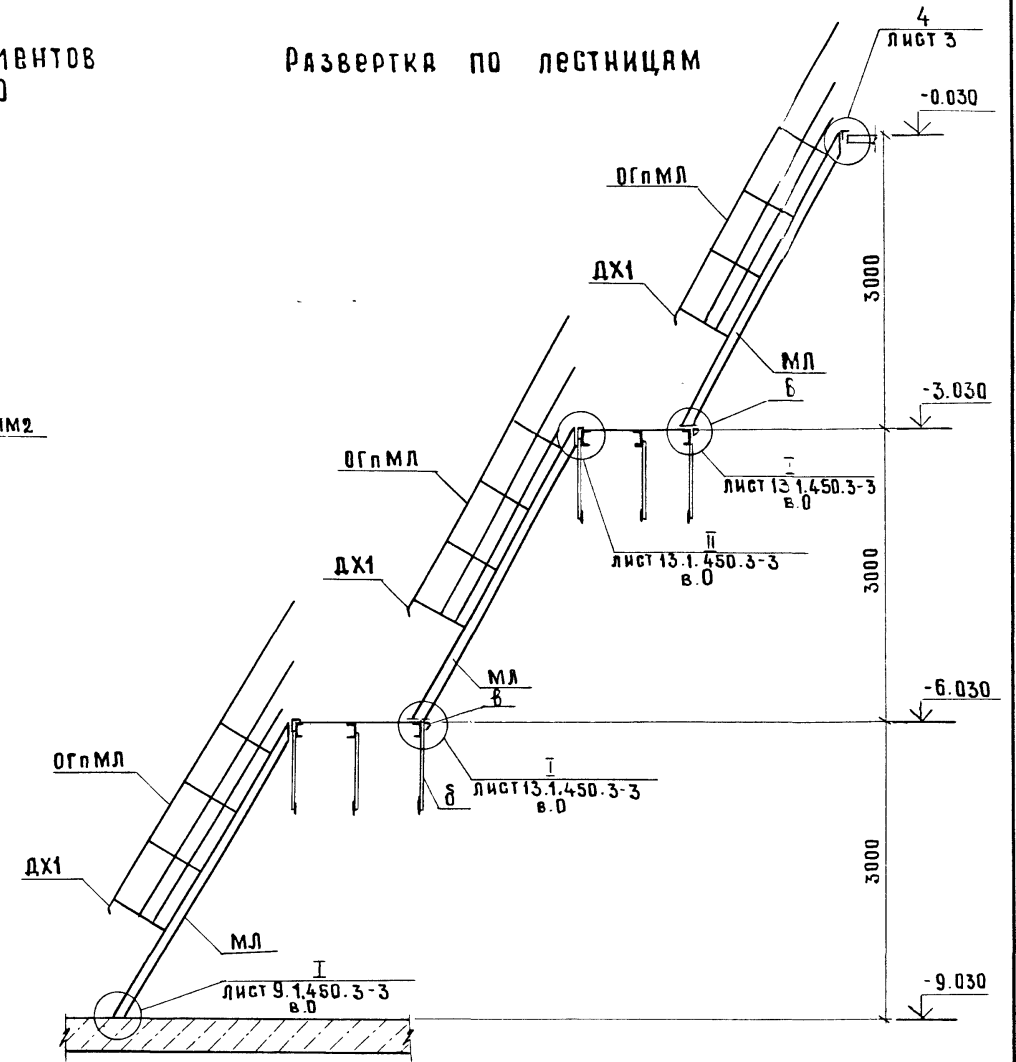 Развертка по лестницам
4
лист 3
-0.030
ОГпМЛ
3000
ДХ1
МЛ
-3.030
ОГпМЛ
I
лист 13 1.450.3-3
в.0
II
лист 13.1.450.3-3
в.0
3000
ДХ1
МЛ
в
-6.030
ОГпМЛ
I
лист 13.1.450.3-3
в.0
б
3000
ДХ1
МЛ
I
лист 9.1.450.3-3
в.0
-9.030